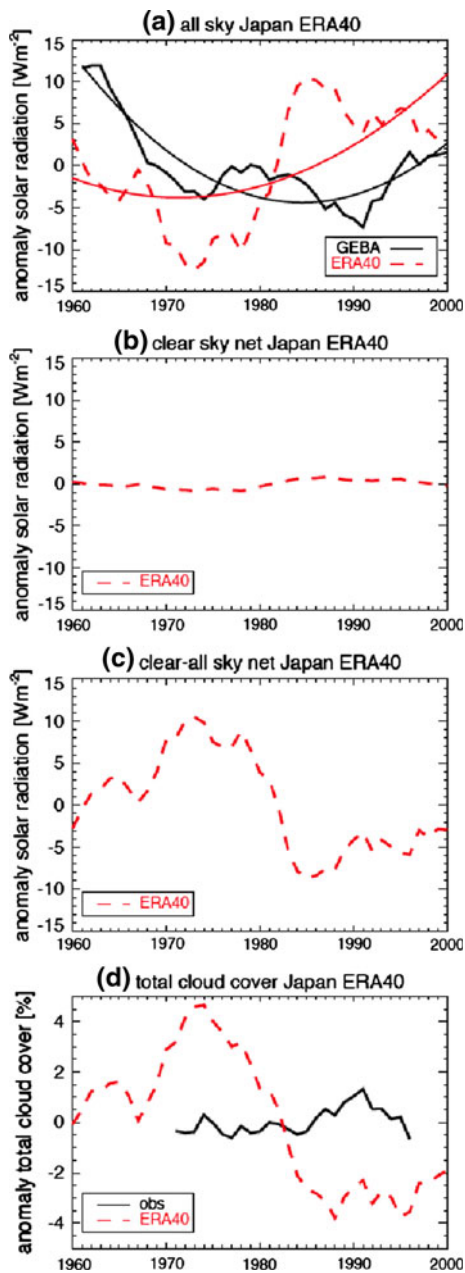 (a) all sky Japan ERA40
anomaly solar radiation [Wm-2]
15
10
5
0
-5
-10
-15
GEBA
ERA40
1960 1970 1980 1990 2000
(b) clear sky net Japan ERA40
anomaly solar radiation [Wm-2]
15
10
5
0
-5
-10
-15
ERA40
1960 1970 1980 1990 2000
(c) clear-all sky net Japan ERA40
anomaly solar radiation [Wm-2]
15
10
5
0
-5
-10
-15
ERA40
1960 1970 1980 1990 2000
(d) total cloud cover Japan ERA40
anomaly total cloud cover [%]
4
2
0
-2
-4
obs
ERA40
1960 1970 1980 1990 2000